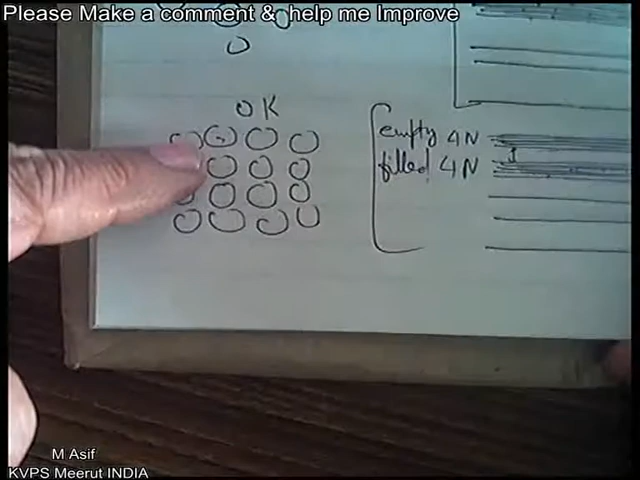 Please Make a comment & help me Improve
OK
empty 4N
filled 4N
M Asif
KVPS Meerut INDIA